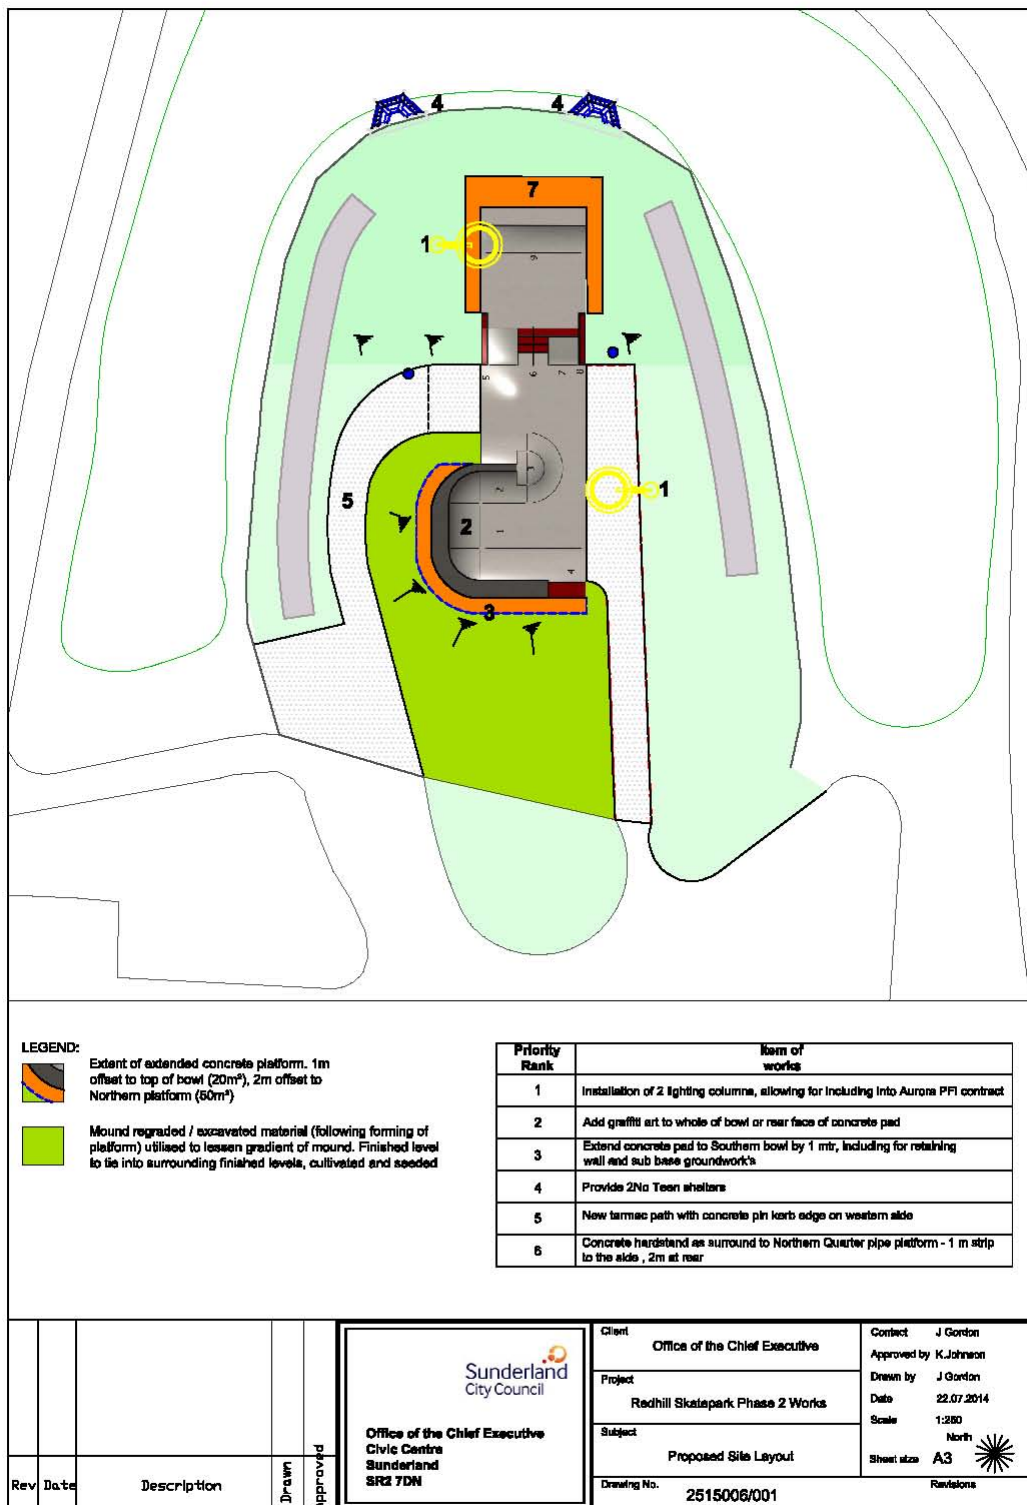 4 4
7
1
9
5 6 7 8
3
5
2
2
1
1
4
3
LEGEND:
Extent of extended concrete platform. 1m
offset to top of bowl (20m²), 2m offset to
Northern platform (50m²)
Mound regraded / excavated material (following forming of
platform) utilised to lessen gradient of mound. Finished level
to tie into surrounding finished levels, cultivated and seeded
Priority Rank Item of works
1 Installation of 2 lighting columns, allowing for including into Aurora PFI contract
2 Add graffiti art to whole of bowl or rear face of concrete pad
3 Extend concrete pad to Southern bowl by 1 mtr, including for retaining
wall and sub base groundwork's
4 Provide 2No Teen shelters
5 New tarmac path with concrete pin kerb edge on western side
6 Concrete hardstand as surround to Northern Quarter pipe platform - 1 m strip
to the side , 2m at rear
Rev Date Description Drawn pproved
Sunderland
City Council
Office of the Chief Executive
Civic Centre
Sunderland
SR2 7DN
Client
Office of the Chief Executive
Project
Redhill Skatepark Phase 2 Works
Subject
Proposed Site Layout
Drawing No.
2515006/001
Contact J Gordon
Approved by K.Johnson
Drawn by J Gordon
Date 22.07.2014
Scale 1:250
North
Sheet size A3
Revisions